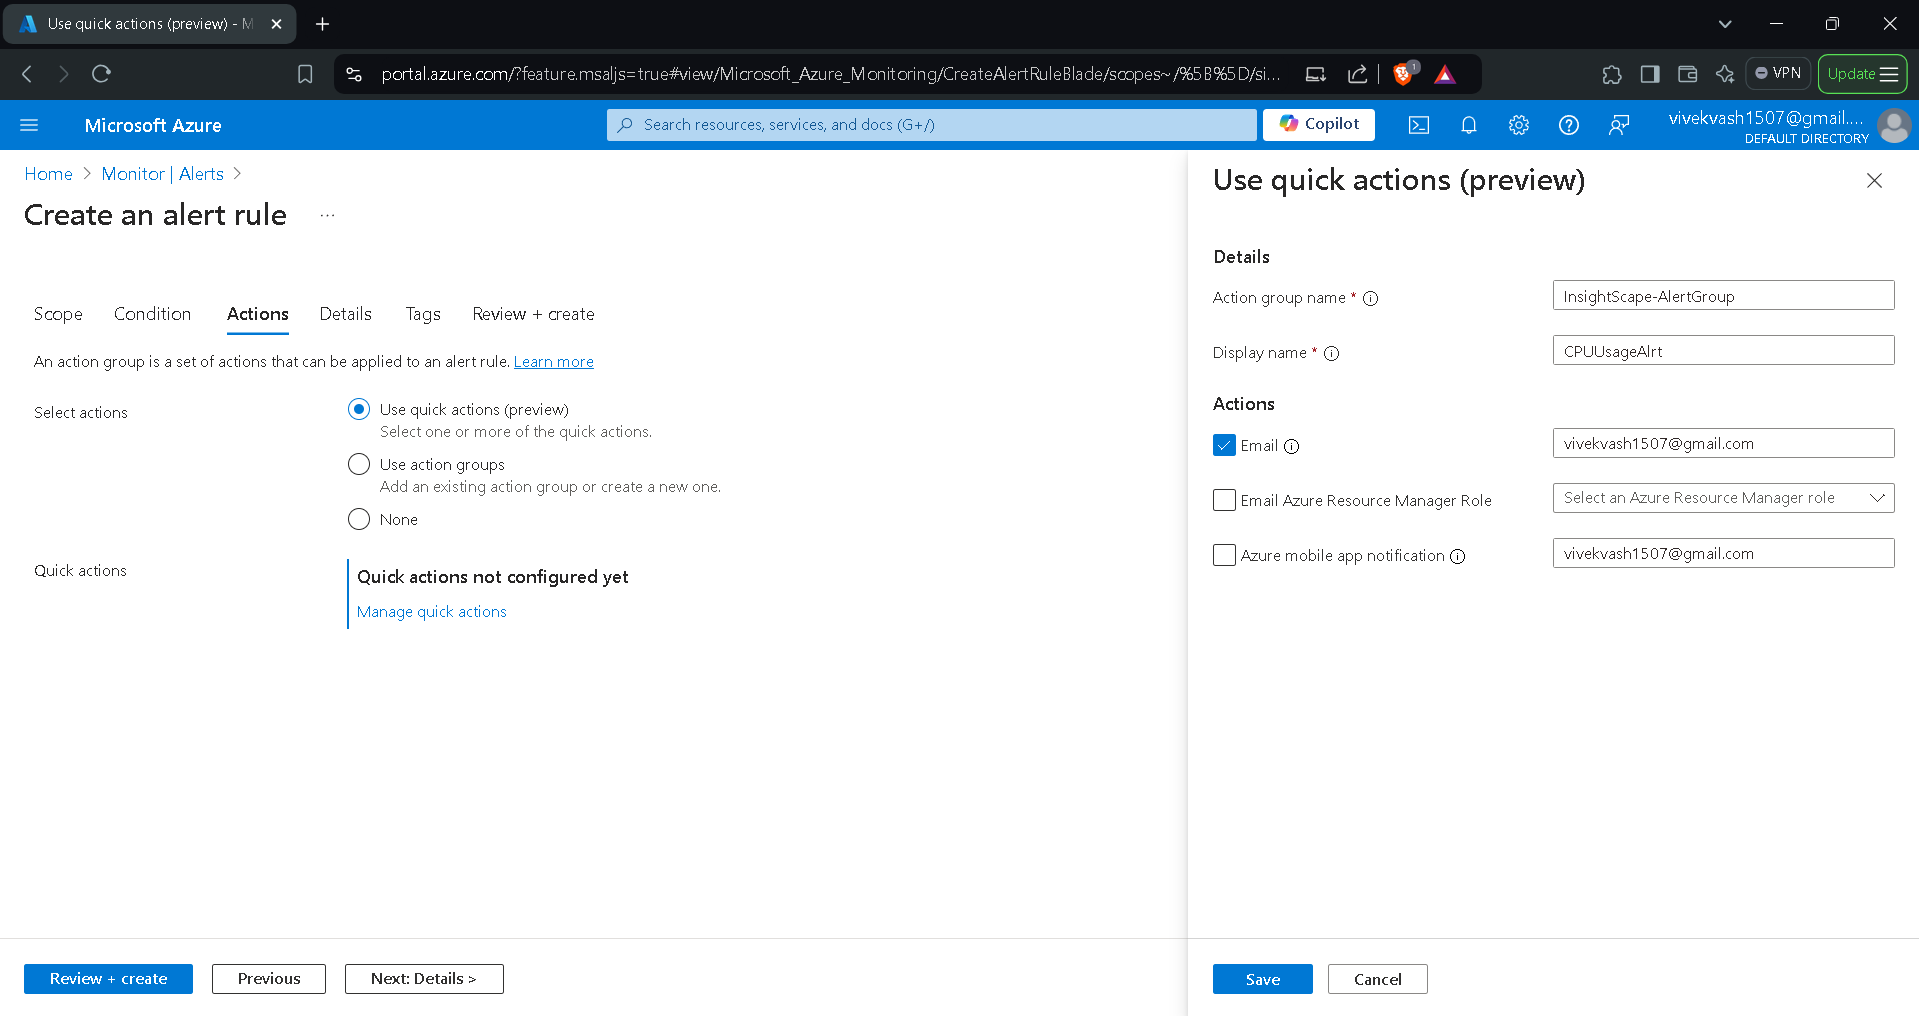 Use quick actions (preview) - M
portal.azure.com/?feature.msaljs=true#view/Microsoft_Azure_Monitoring/CreateAlertRuleBlade/scopes~/%5B%5D/si...
1
VPN
Update
Microsoft Azure
Search resources, services, and docs (G+/)
Copilot
vivekvash1507@gmail....
DEFAULT DIRECTORY
Home > Monitor | Alerts >
Create an alert rule ...
Scope Condition Actions Details Tags Review + create
An action group is a set of actions that can be applied to an alert rule. Learn more
Select actions
Use quick actions (preview)
Select one or more of the quick actions.
Use action groups
Add an existing action group or create a new one.
None
Quick actions
Quick actions not configured yet
Manage quick actions
Review + create
Previous
Next: Details >
Use quick actions (preview)
Details
Action group name *
InsightScape-AlertGroup
Display name *
CPUUsageAlrt
Actions
Email
vivekvash1507@gmail.com
Email Azure Resource Manager Role
Select an Azure Resource Manager role
Azure mobile app notification
vivekvash1507@gmail.com
Save
Cancel